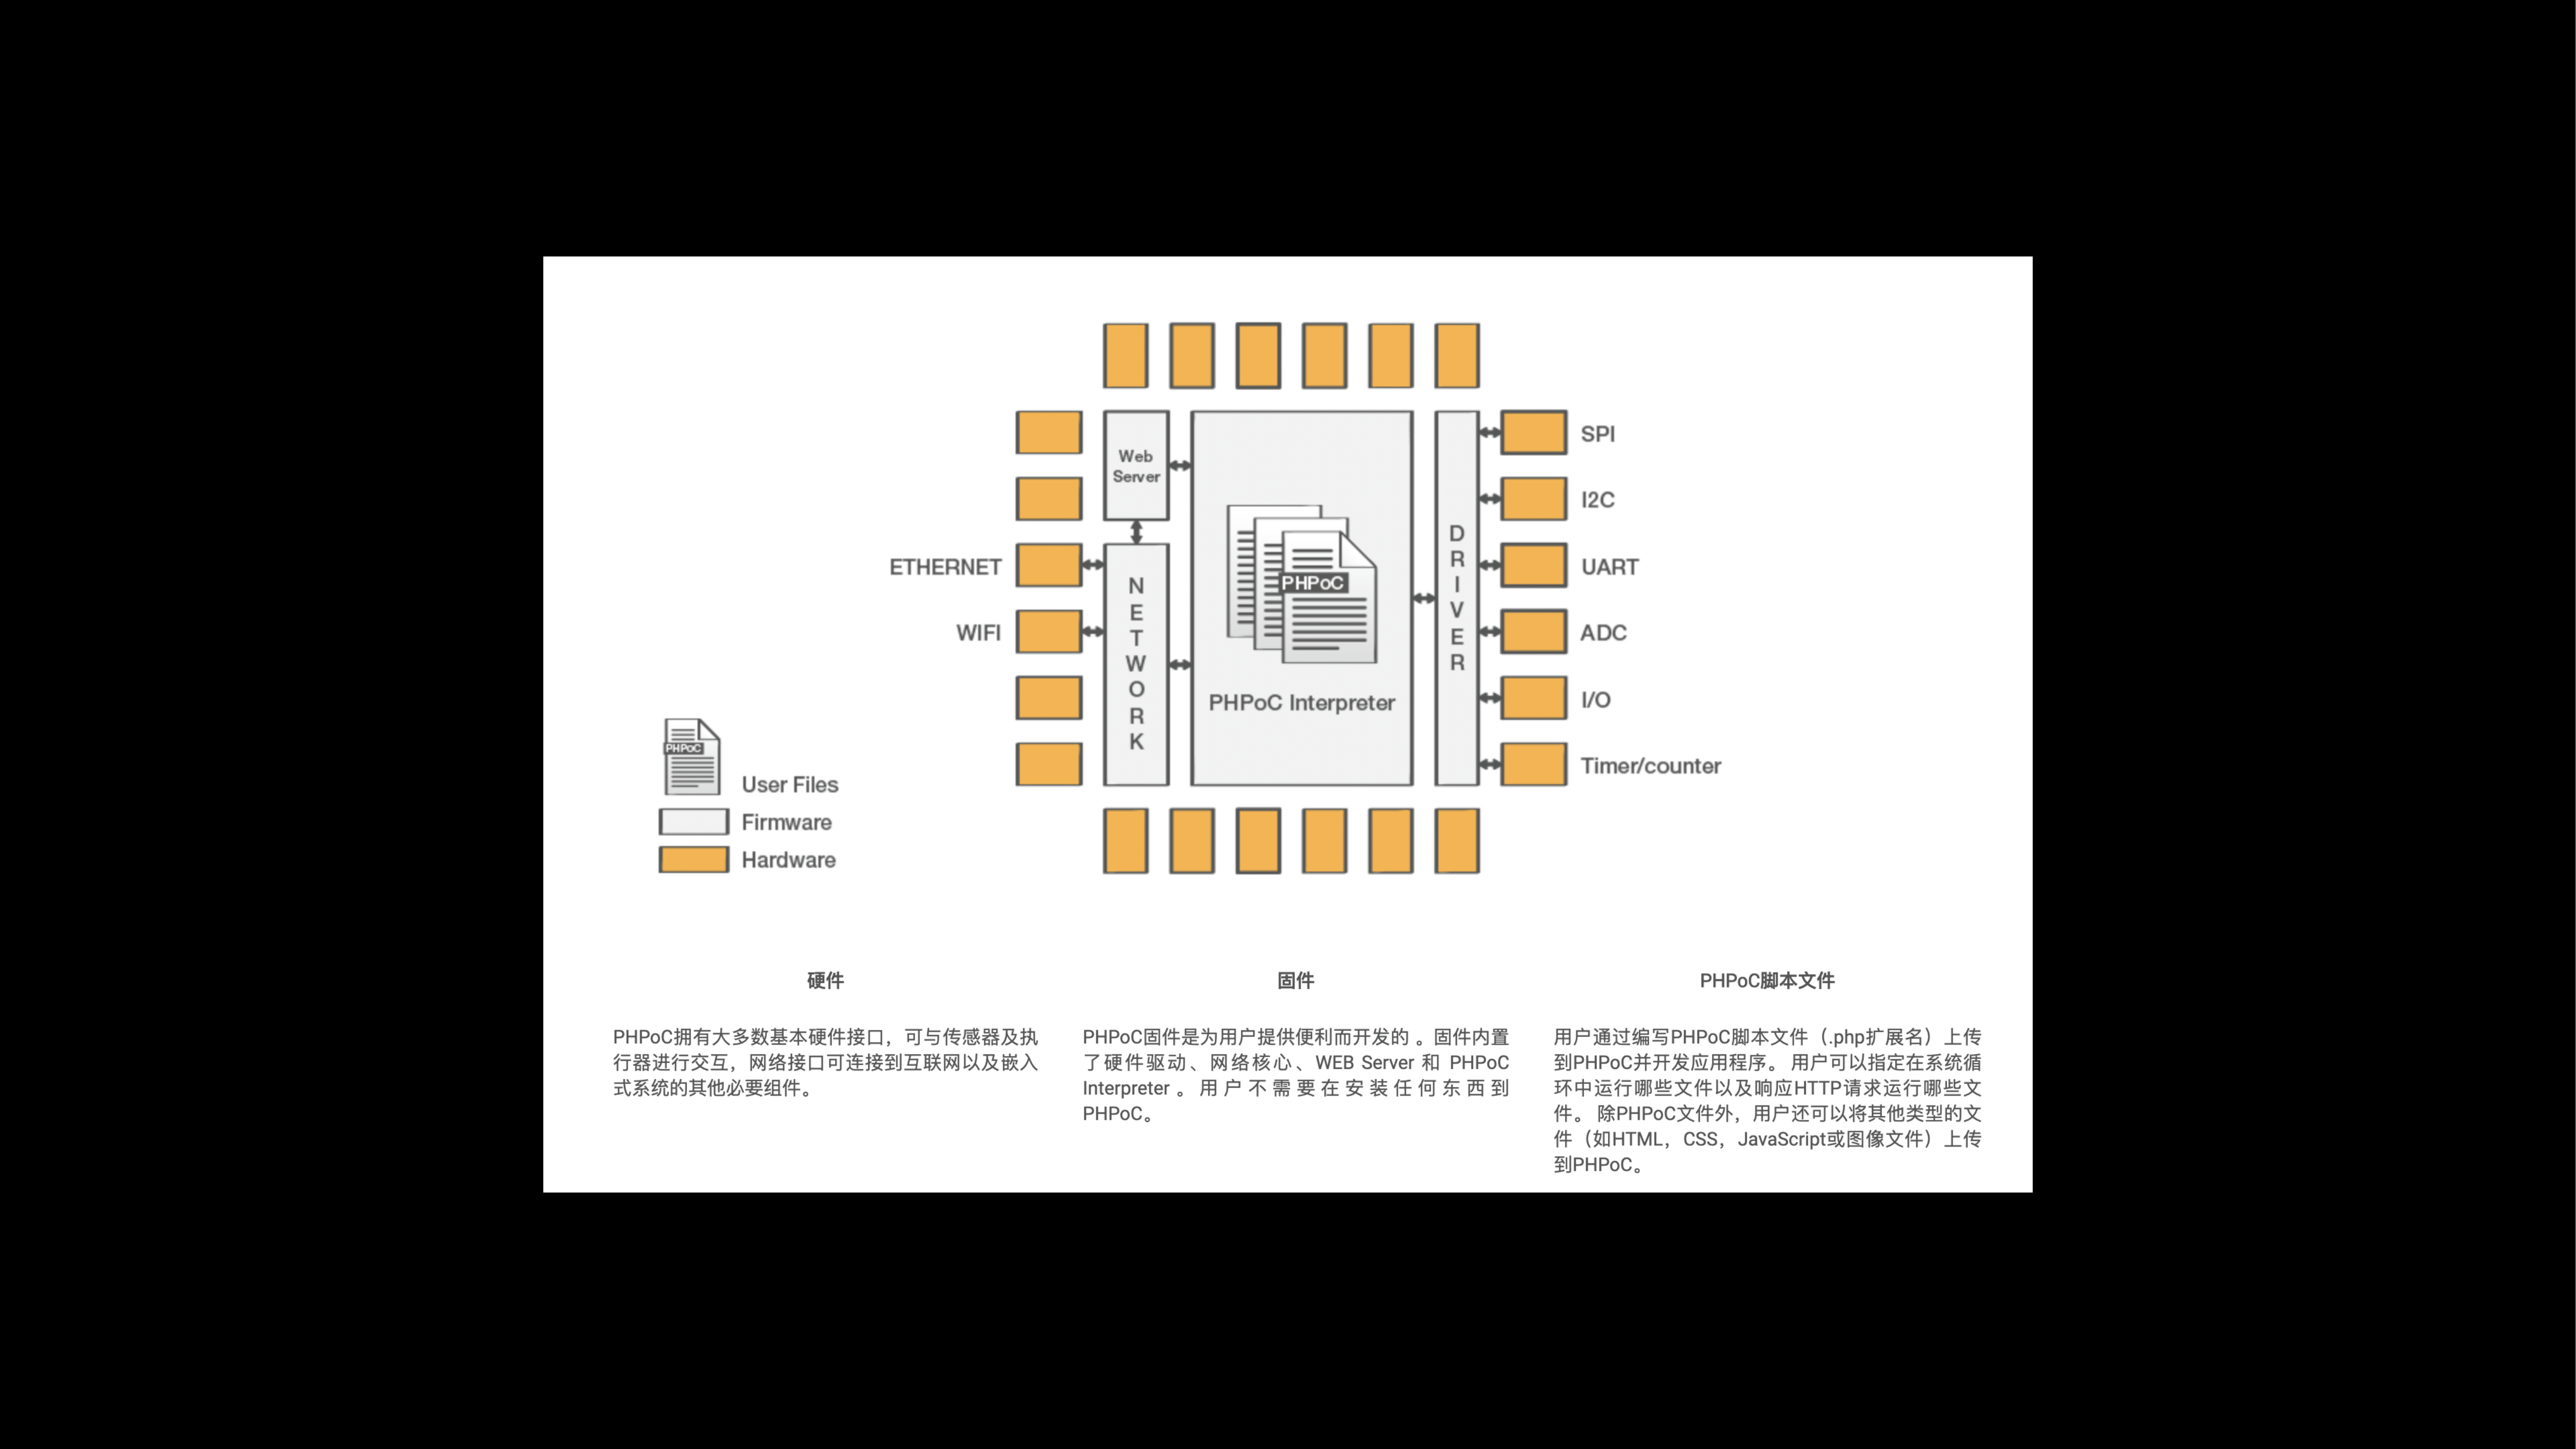 Web
Server
SPI
I2C
ETHERNET
UART
WIFI
ADC
I/O
Timer/counter
NETWORK
PHPoC
PHPoC Interpreter
DRIVER
PHPoC
User Files
Firmware
Hardware
硬件
PHPoC拥有大多数基本硬件接口，可与传感器及执
行器进行交互，网络接口可连接到互联网以及嵌入
式系统的其他必要组件。
固件
PHPoC固件是为用户提供便利而开发的 。固件内置
了硬件驱动、网络核心、WEB Server 和 PHPoC
Interpreter 。用户不需要在安装任何东西到
PHPoC。
PHPoC脚本文件
用户通过编写PHPoC脚本文件（.php扩展名）上传
到PHPoC并开发应用程序。 用户可以指定在系统循
环中运行哪些文件以及响应HTTP请求运行哪些文
件。 除PHPoC文件外，用户还可以将其他类型的文
件（如HTML，CSS，JavaScript或图像文件）上传
到PHPoC。